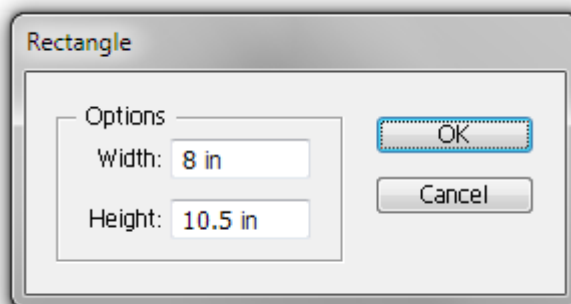 Rectangle
Options
Width: 8 in
Height: 10.5 in
OK
Cancel